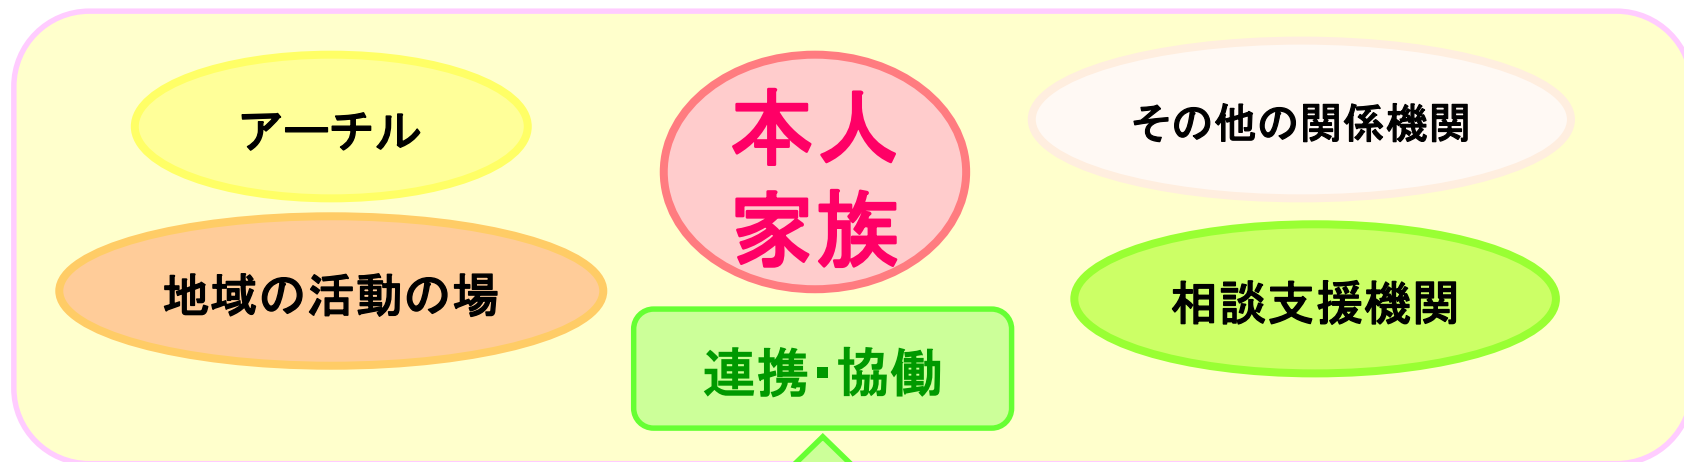 アーチル
本人
家族
その他の関係機関
地域の活動の場
相談支援機関
連携・協働